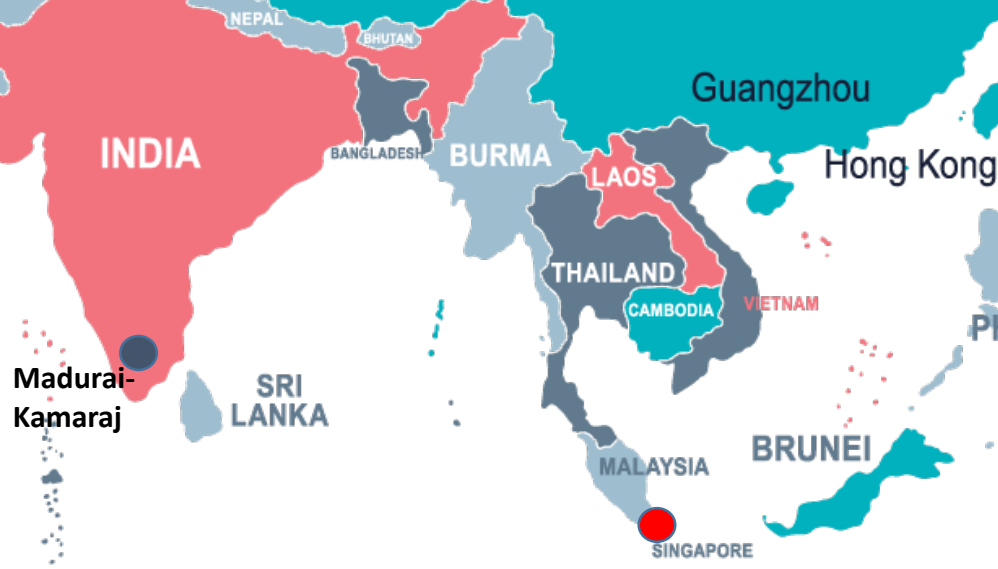 NEPAL
BHUTAN
Guangzhou
INDIA
BANGLADESH
BURMA
Hong Kong
LAOS
THAILAND
VIETNAM
CAMBODIA
PI
Madurai-
Kamaraj
SRI
LANKA
BRUNEI
MALAYSIA
SINGAPORE